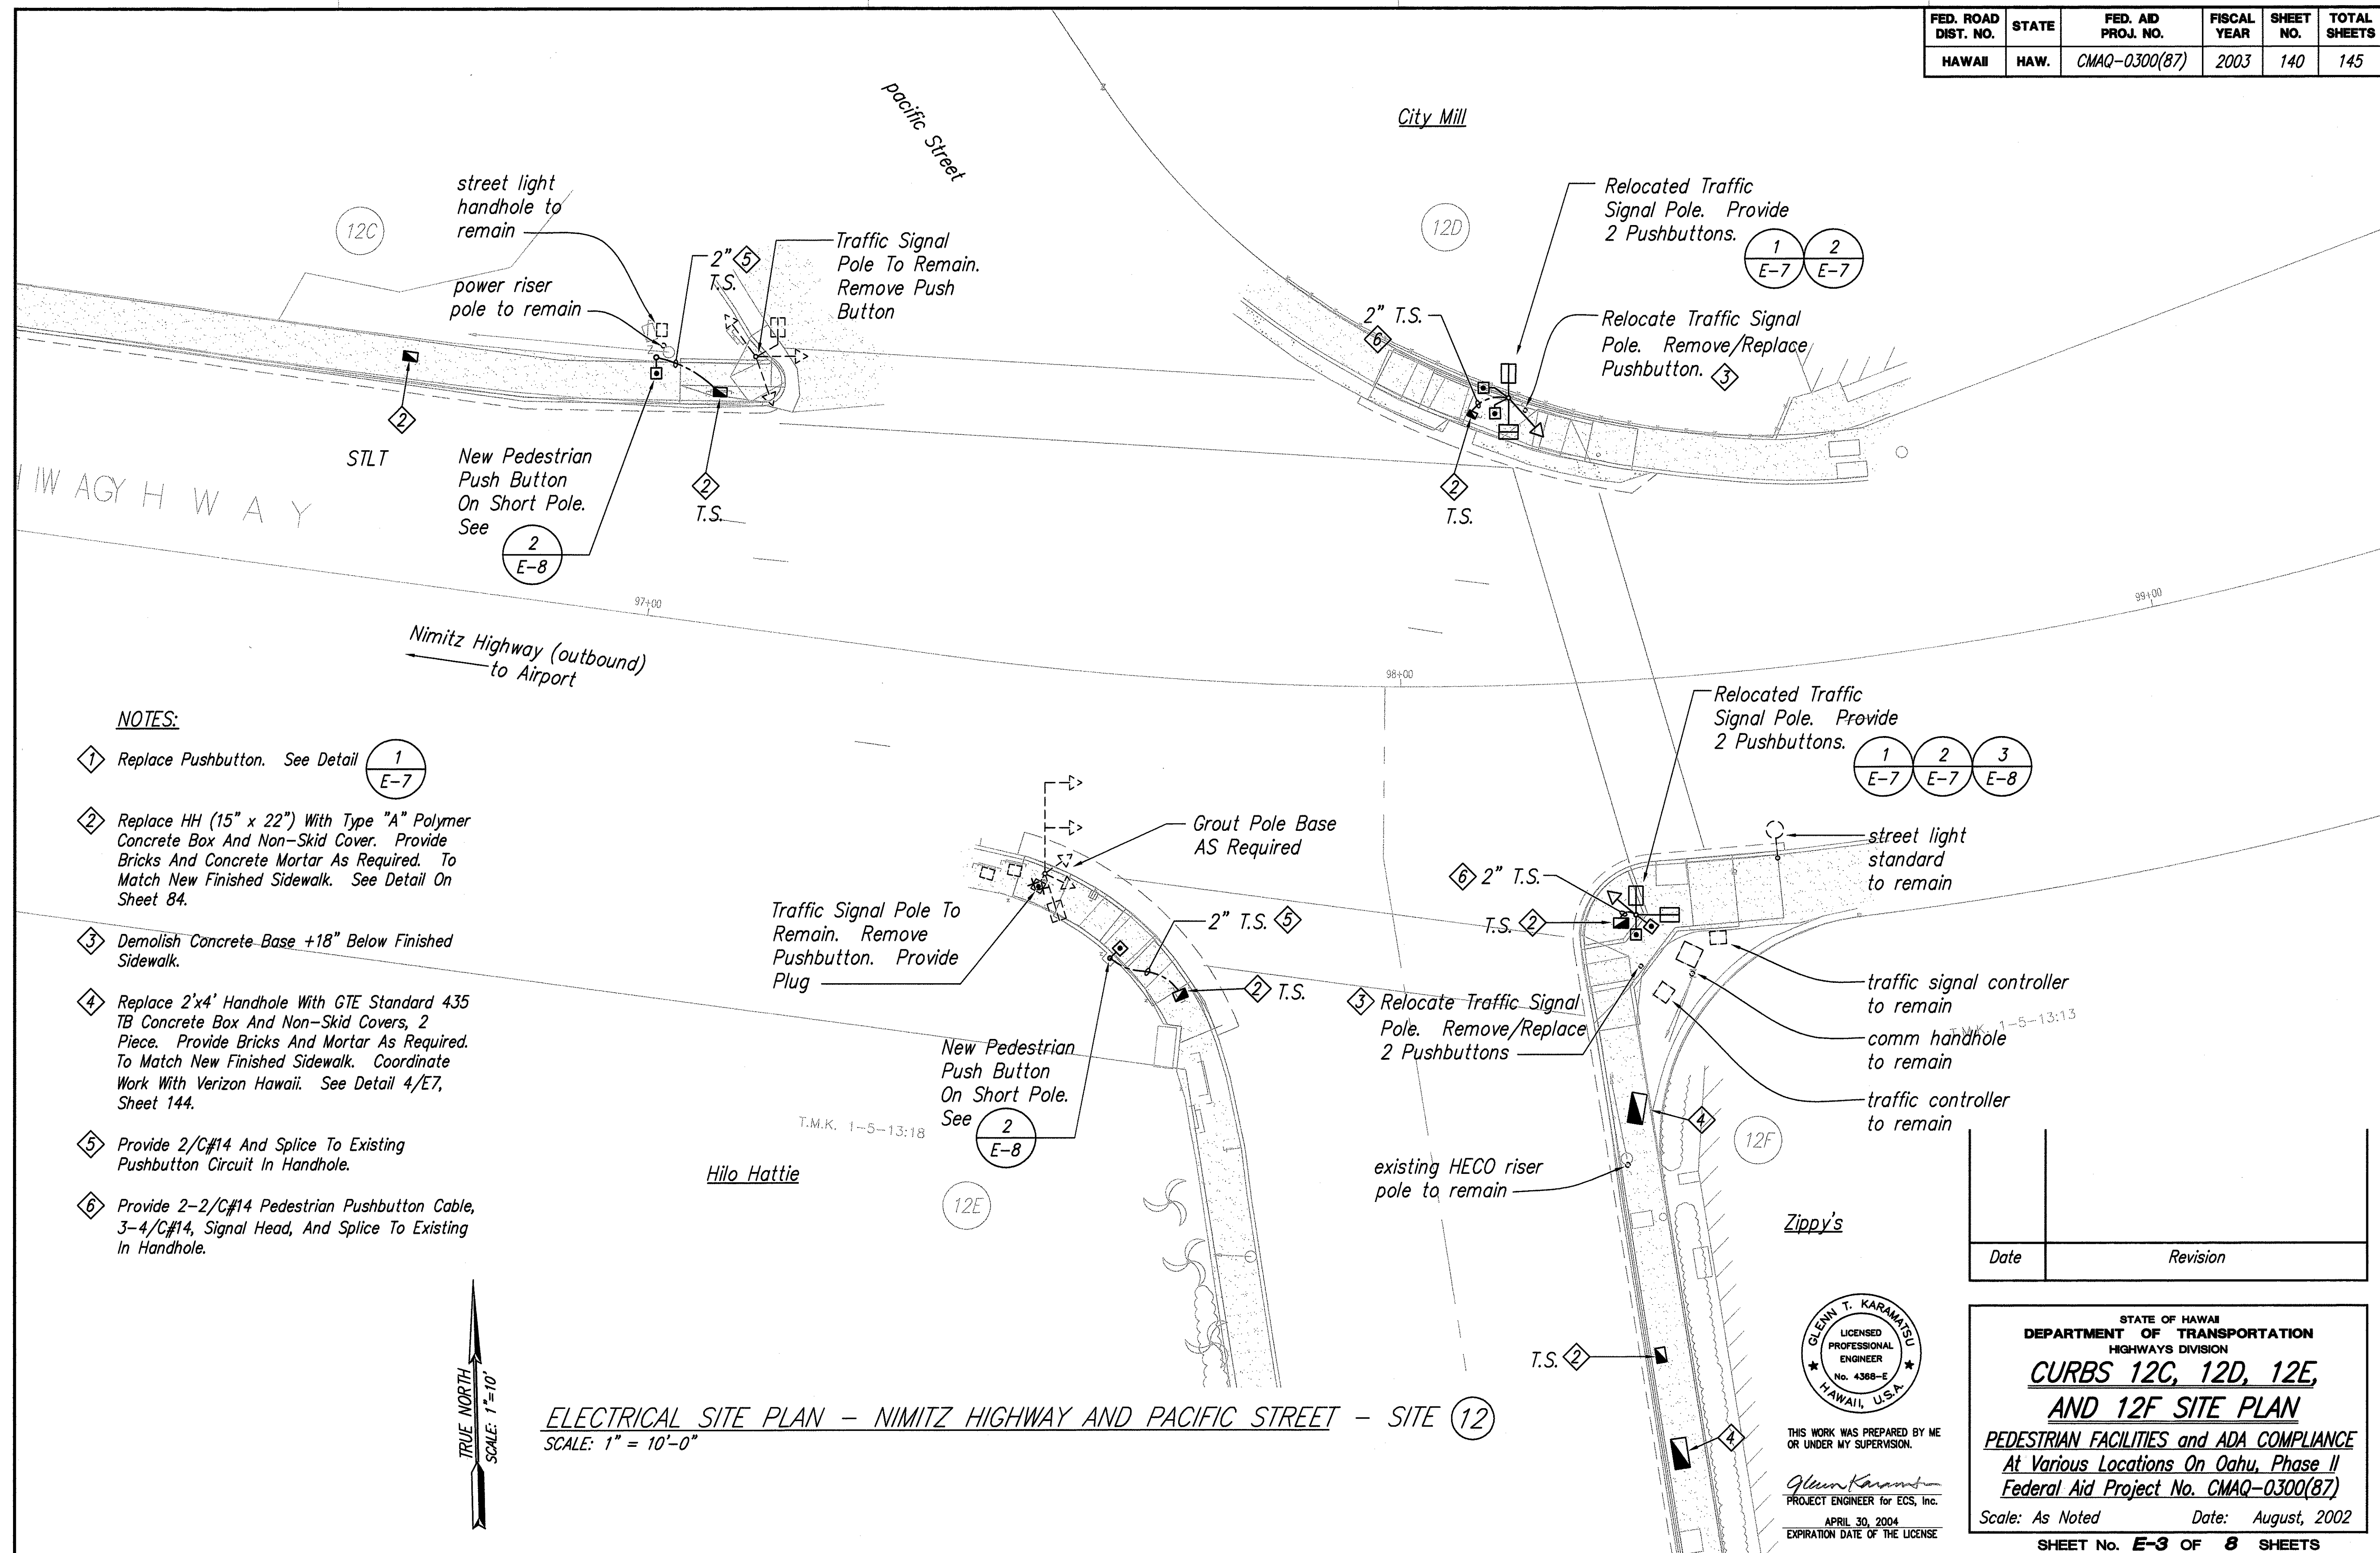 FED. ROAD DIST. NO.
STATE
FED. AID PROJ. NO.
FISCAL YEAR
SHEET NO.
TOTAL SHEETS
HAWAII
HAW.
CMAQ-0300(87)
2003
140
145
pacific Street
City Mill
12C
street light
handhole to
remain
power riser
pole to remain
2" 5
T.S.
Traffic Signal
Pole To Remain.
Remove Push
Button
12D
Relocated Traffic
Signal Pole. Provide
2 Pushbuttons.
1
E-7
2
E-7
2" T.S.
6
Relocate Traffic Signal
Pole. Remove/Replace
Pushbutton. 3
2
STLT
New Pedestrian
Push Button
On Short Pole.
See
2
E-8
2
T.S.
2
T.S.
HWAGYHWAY
97+00
98+00
99+00
Nimitz Highway (outbound)
to Airport
NOTES:
1 Replace Pushbutton. See Detail 1
E-7
2 Replace HH (15" x 22") With Type "A" Polymer
Concrete Box And Non-Skid Cover. Provide
Bricks And Concrete Mortar As Required. To
Match New Finished Sidewalk. See Detail On
Sheet 84.
3 Demolish Concrete Base +18" Below Finished
Sidewalk.
4 Replace 2'x4' Handhole With GTE Standard 435
TB Concrete Box And Non-Skid Covers, 2
Piece. Provide Bricks And Mortar As Required.
To Match New Finished Sidewalk. Coordinate
Work With Verizon Hawaii. See Detail 4/E7,
Sheet 144.
5 Provide 2/C#14 And Splice To Existing
Pushbutton Circuit In Handhole.
6 Provide 2-2/C#14 Pedestrian Pushbutton Cable,
3-4/C#14, Signal Head, And Splice To Existing
In Handhole.
Grout Pole Base
AS Required
Traffic Signal Pole To
Remain. Remove
Pushbutton. Provide
Plug
2" T.S. 5
2 T.S.
New Pedestrian
Push Button
On Short Pole.
See
2
E-8
T.M.K. 1-5-13:18
Hilo Hattie
12E
Relocated Traffic
Signal Pole. Provide
2 Pushbuttons.
1
E-7
2
E-7
3
E-8
6 2" T.S.
T.S. 2
street light
standard
to remain
3 Relocate Traffic Signal
Pole. Remove/Replace
2 Pushbuttons
traffic signal controller
to remain
T.M.K. 1-5-13:13
comm handhole
to remain
traffic controller
to remain
4
12F
existing HECO riser
pole to remain
Zippy's
T.S. 2
4
Date
Revision
TRUE NORTH
SCALE: 1"=10'
ELECTRICAL SITE PLAN - NIMITZ HIGHWAY AND PACIFIC STREET - SITE 12
SCALE: 1" = 10'-0"
GLENN T. KARAMATSU
LICENSED
PROFESSIONAL
ENGINEER
No. 4368-E
HAWAII, U.S.A.
THIS WORK WAS PREPARED BY ME
OR UNDER MY SUPERVISION.
PROJECT ENGINEER for ECS, Inc.
APRIL 30, 2004
EXPIRATION DATE OF THE LICENSE
STATE OF HAWAII
DEPARTMENT OF TRANSPORTATION
HIGHWAYS DIVISION
CURBS 12C, 12D, 12E,
AND 12F SITE PLAN
PEDESTRIAN FACILITIES and ADA COMPLIANCE
At Various Locations On Oahu, Phase II
Federal Aid Project No. CMAQ-0300(87)
Scale: As Noted Date: August, 2002
SHEET No. E-3 OF 8 SHEETS